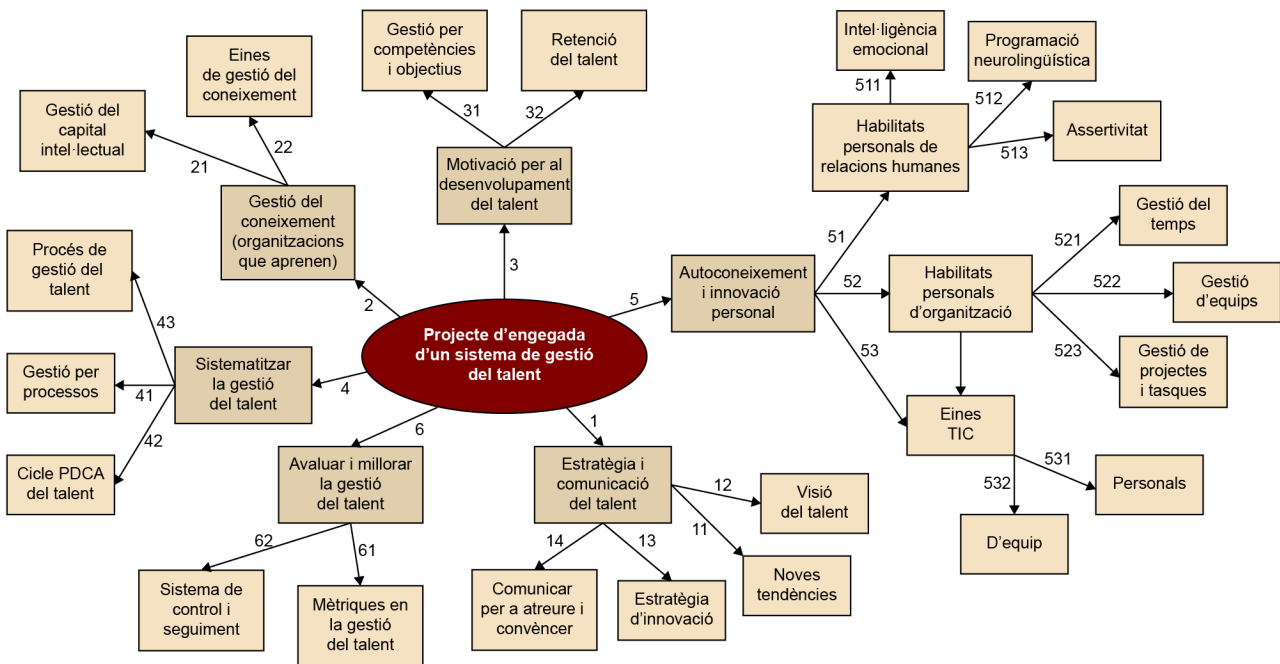 Gestió per
competències
i objectius
Retenció
del talent
Eines
de gestió del
coneixement
Gestió del
capital
intel·lectual
31
32
22
21
Motivació per al
desenvolupament
del talent
Gestió del
coneixement
(organitzacions
que aprenen)
3
2
Procés de
gestió del
talent
43
Gestió per
processos
41
42
Cicle PDCA
del talent
Sistematitzar
la gestió
del talent
4
Projecte d’engegada
d’un sistema de gestió
del talent
5
Autoconeixement
i innovació
personal
Intel·ligència
emocional
Programació
neurolingüística
511
512
513
Assertivitat
Habilitats
personals de
relacions humanes
51
52
53
Habilitats
personals
d’organització
521
522
523
Gestió del
temps
Gestió
d’equips
Gestió de
projectes
i tasques
Eines
TIC
531
532
Personals
D’equip
6
1
Avaluar i millorar
la gestió
del talent
62
61
Sistema de
control i
seguiment
Mètriques en
la gestió
del talent
Estratègia i
comunicació
del talent
12
11
13
14
Visió
del talent
Noves
tendències
Estratègia
d’innovació
Comunicar
per a atreure i
convèncer